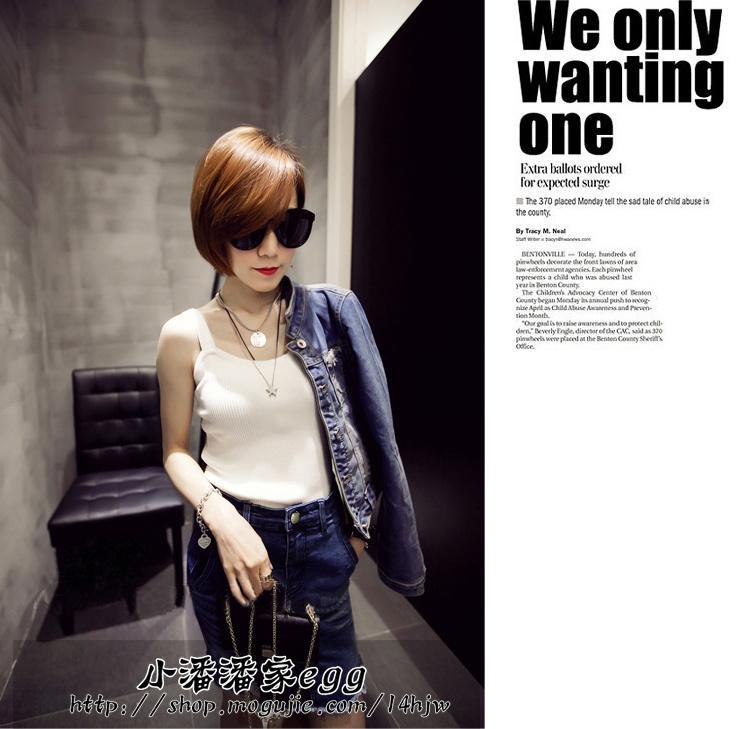 We only
wanting
one
Extra ballots ordered
for expected surge
The 370 placed Monday tell the sad tale of child abuse in
the county.
By Tracy M. Neal
Staff Writer n tracyn@nwanews.com
BENTONVILLE — Today, hundreds of
pinwheels decorate the front lawns of area
law-enforcement agencies. Each pinwheel
represents a child who was abused last
year in Benton County.
The Children's Advocacy Center of Benton
County began Monday its annual push to recog-
nize April as Child Abuse Awareness and Preven-
tion Month.
"Our goal is to raise awareness and to protect chil-
dren," Beverly Engle, director of the CAC, said as 370
pinwheels were placed at the Benton County Sheriff's
Office.
小潘潘家egg
http://shop.mogujie.com/14hjw